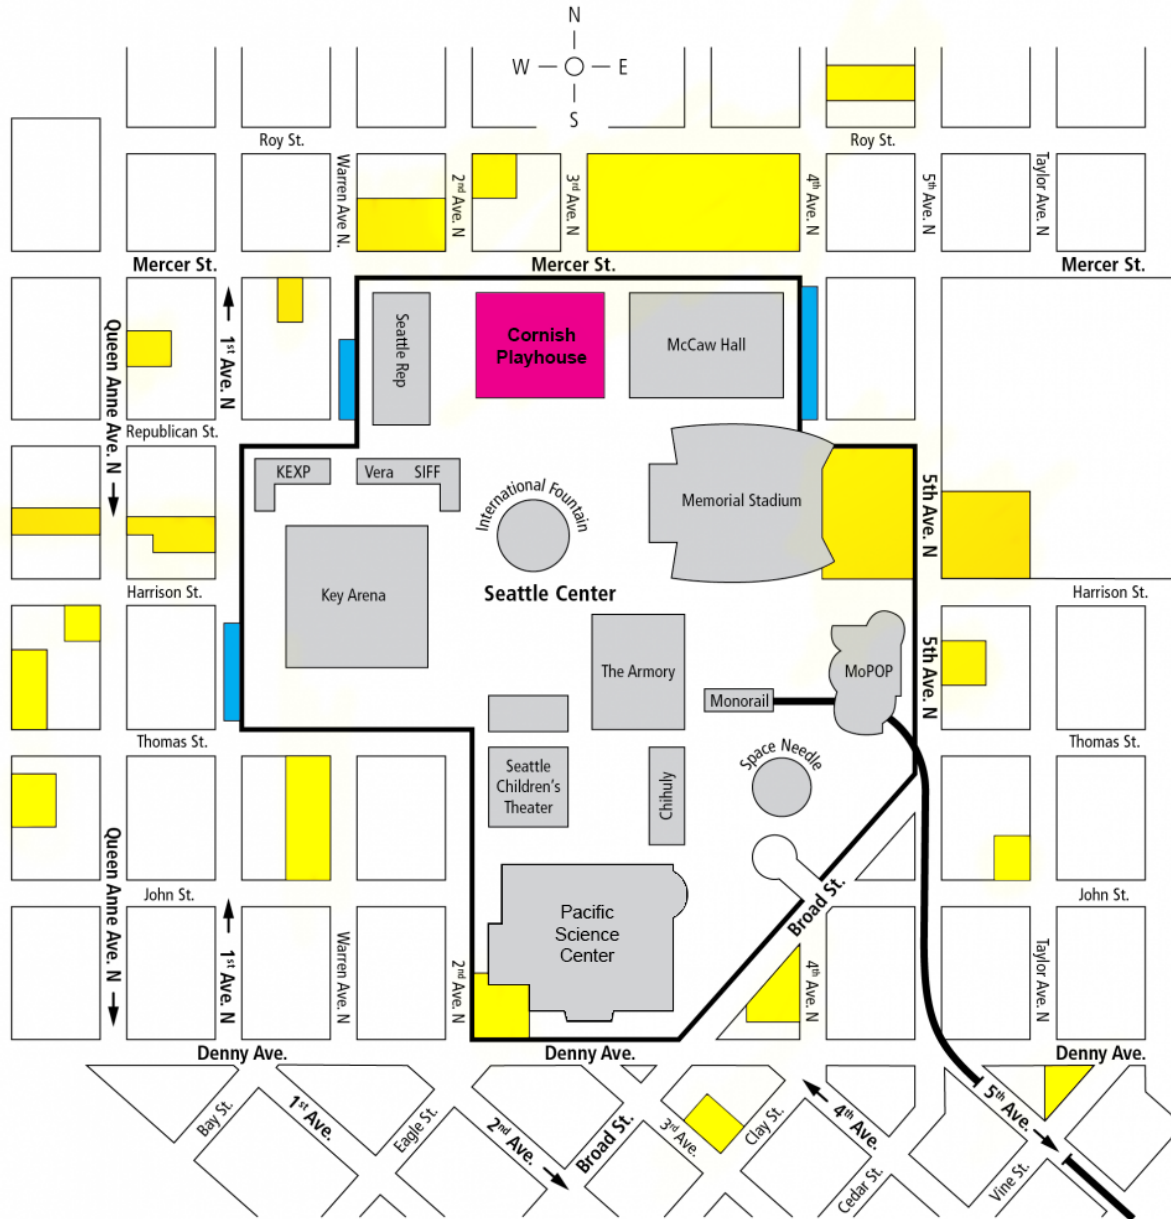 N
W
E
S
Roy St.
Roy St.
Warren Ave N.
2nd Ave. N
3rd Ave. N
4th Ave. N
5th Ave. N
Taylor Ave. N
Mercer St.
Mercer St.
Mercer St.
Queen Anne Ave. N
1st Ave. N
Seattle Rep
Cornish
Playhouse
McCaw Hall
Republican St.
KEXP
Vera
SIFF
International Fountain
Memorial Stadium
5th Ave. N
Key Arena
Seattle Center
Harrison St.
Harrison St.
The Armory
MoPOP
5th Ave. N
Monorail
Thomas St.
Thomas St.
Space Needle
Seattle
Children's
Theater
Chihuly
Queen Anne Ave. N
John St.
John St.
Broad St.
Pacific
Science
Center
1st Ave. N
Warren Ave. N
2nd Ave. N
4th Ave. N
Taylor Ave. N
Denny Ave.
Denny Ave.
Denny Ave.
Bay St.
1st Ave.
Eagle St.
2nd Ave.
Broad St.
3rd Ave.
Clay St.
4th Ave.
Cedar St.
5th Ave.
Vine St.